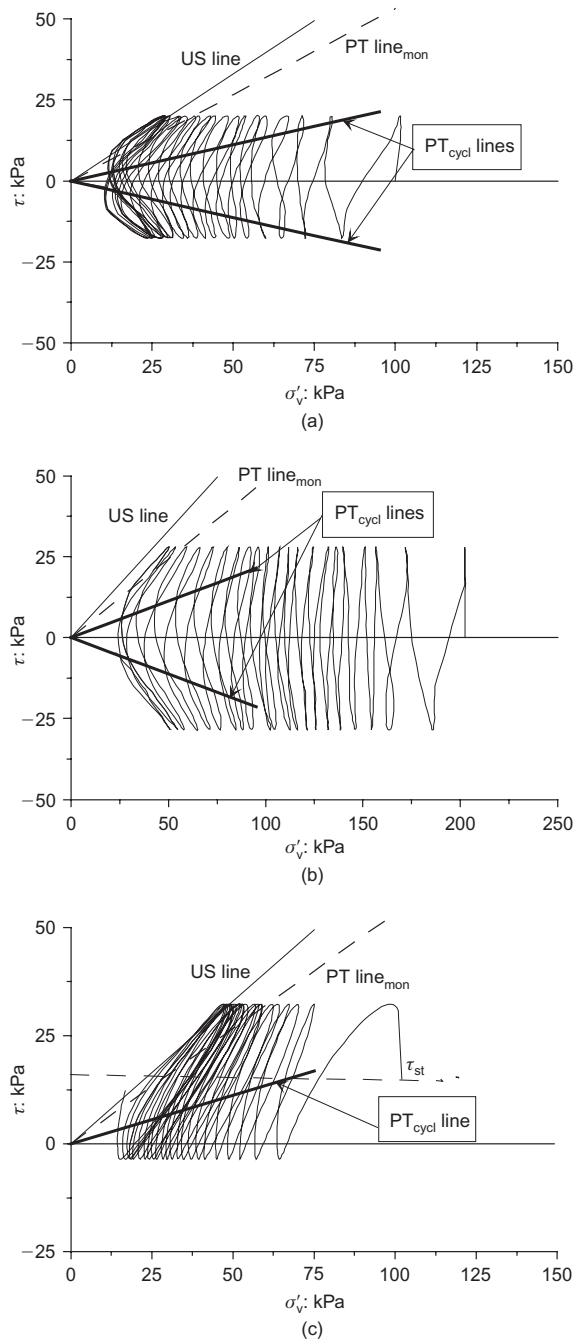 50
US line
PT line_mon
25
PT_cycl lines
τ: kPa
0
−25
−50
0 25 50 75 100 125 150
σ′_v: kPa
(a)
50
PT line_mon
US line
PT_cycl lines
25
τ: kPa
0
−25
−50
0 50 100 150 200 250
σ′_v: kPa
(b)
50
US line
PT line_mon
25
τ_st
τ: kPa
PT_cycl line
0
−25
0 25 50 75 100 125 150
σ′_v: kPa
(c)